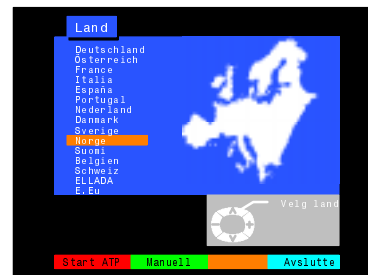 Land
Deutschland
Österreich
France
Italia
España
Portugal
Nederland
Danmark
Sverige
Norge
Suomi
Belgien
Schweiz
ELLADA
E.Eu
Velg land
Start ATP Manuell Avslutte